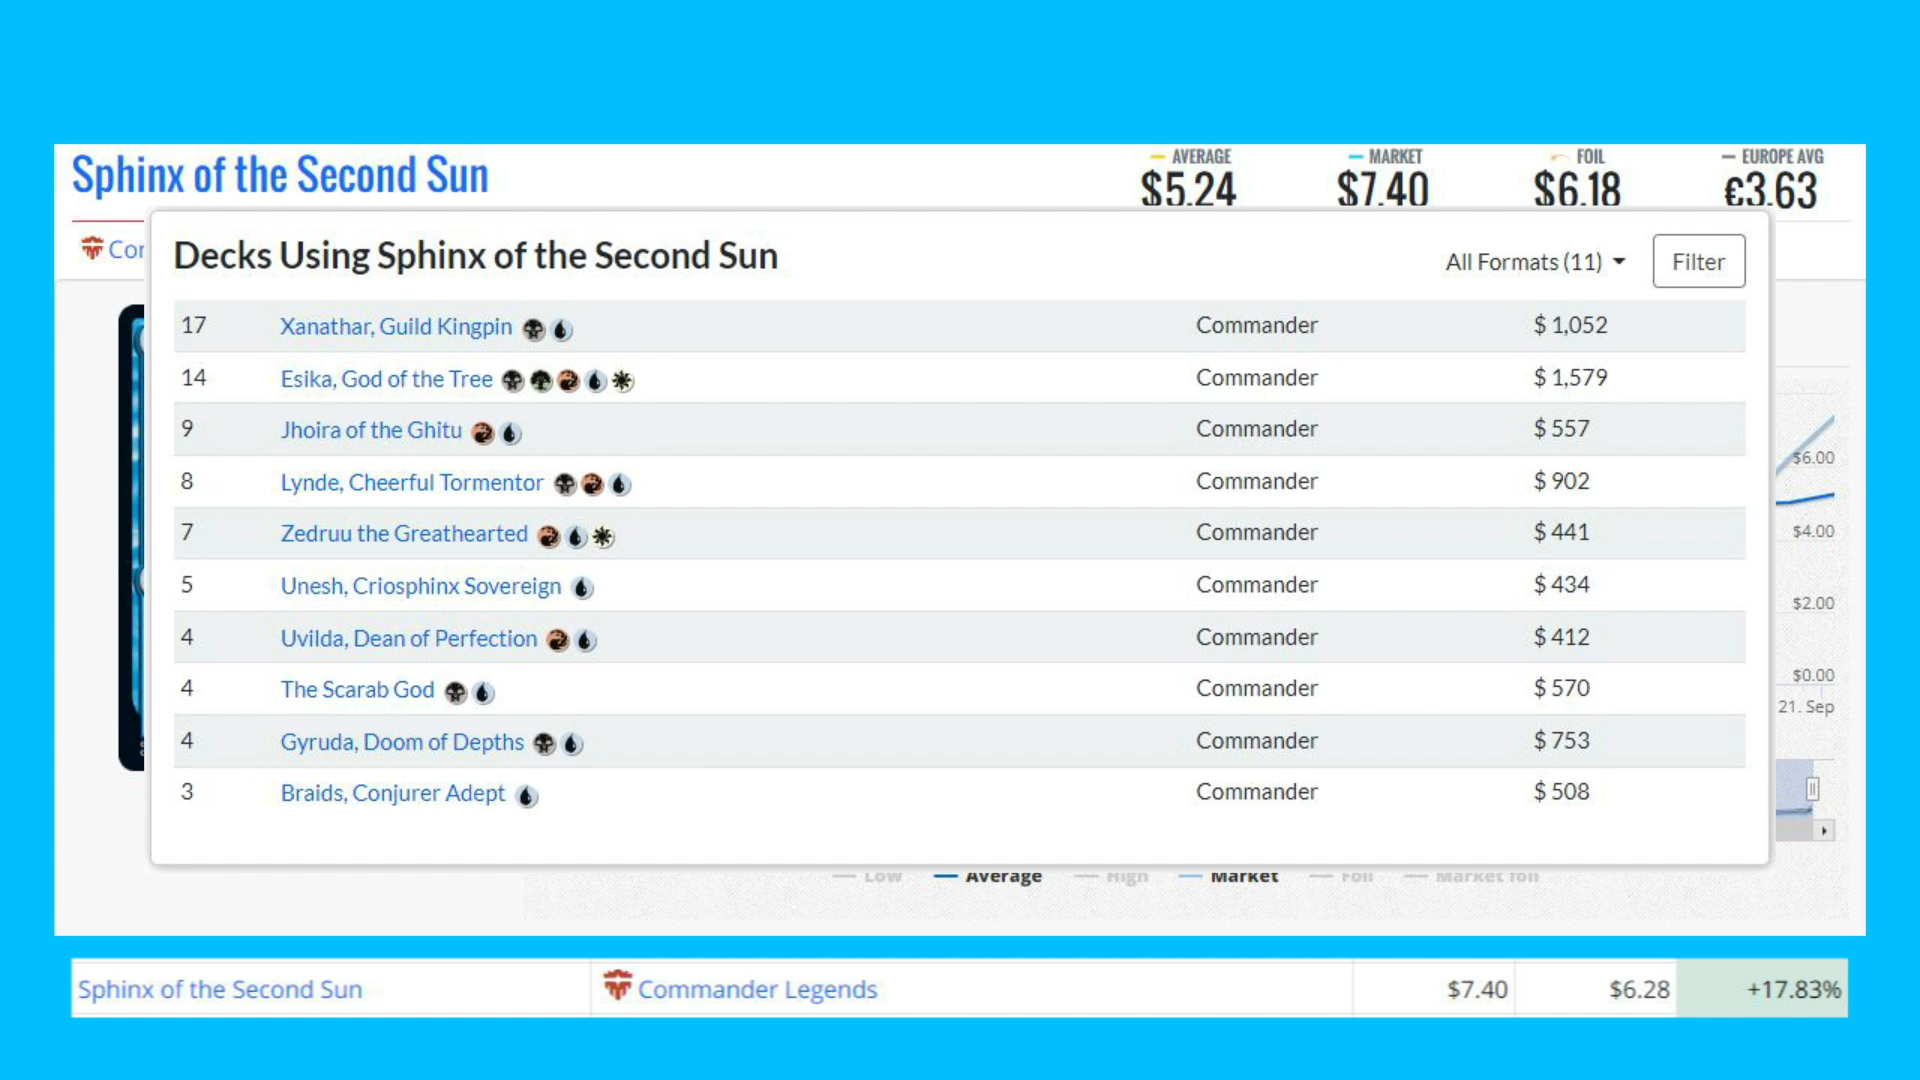 Sphinx of the Second Sun
AVERAGE
$5.24
MARKET
$7.40
FOIL
$6.18
EUROPE AVG
€3.63
Decks Using Sphinx of the Second Sun
All Formats (11)
Filter
17 Xanathar, Guild Kingpin Commander $ 1,052
14 Esika, God of the Tree Commander $ 1,579
9 Jhoira of the Ghitu Commander $ 557
8 Lynde, Cheerful Tormentor Commander $ 902
7 Zedruu the Greathearted Commander $ 441
5 Unesh, Criosphinx Sovereign Commander $ 434
4 Uvilda, Dean of Perfection Commander $ 412
4 The Scarab God Commander $ 570
4 Gyruda, Doom of Depths Commander $ 753
3 Braids, Conjurer Adept Commander $ 508
$6.00
$4.00
$2.00
$0.00
21. Sep
Low Average High Market Foil Market foil
Sphinx of the Second Sun Commander Legends $7.40 $6.28 +17.83%